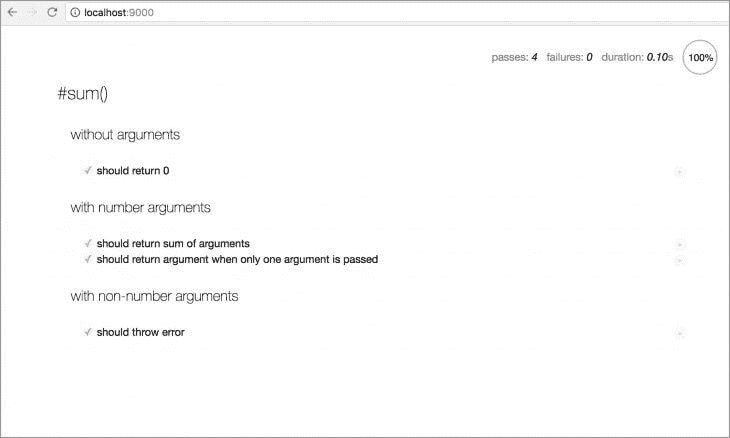 localhost:9000
passes: 4 failures: 0 duration: 0.10s 100%
#sum()
without arguments
✓ should return 0
with number arguments
✓ should return sum of arguments
✓ should return argument when only one argument is passed
with non-number arguments
✓ should throw error